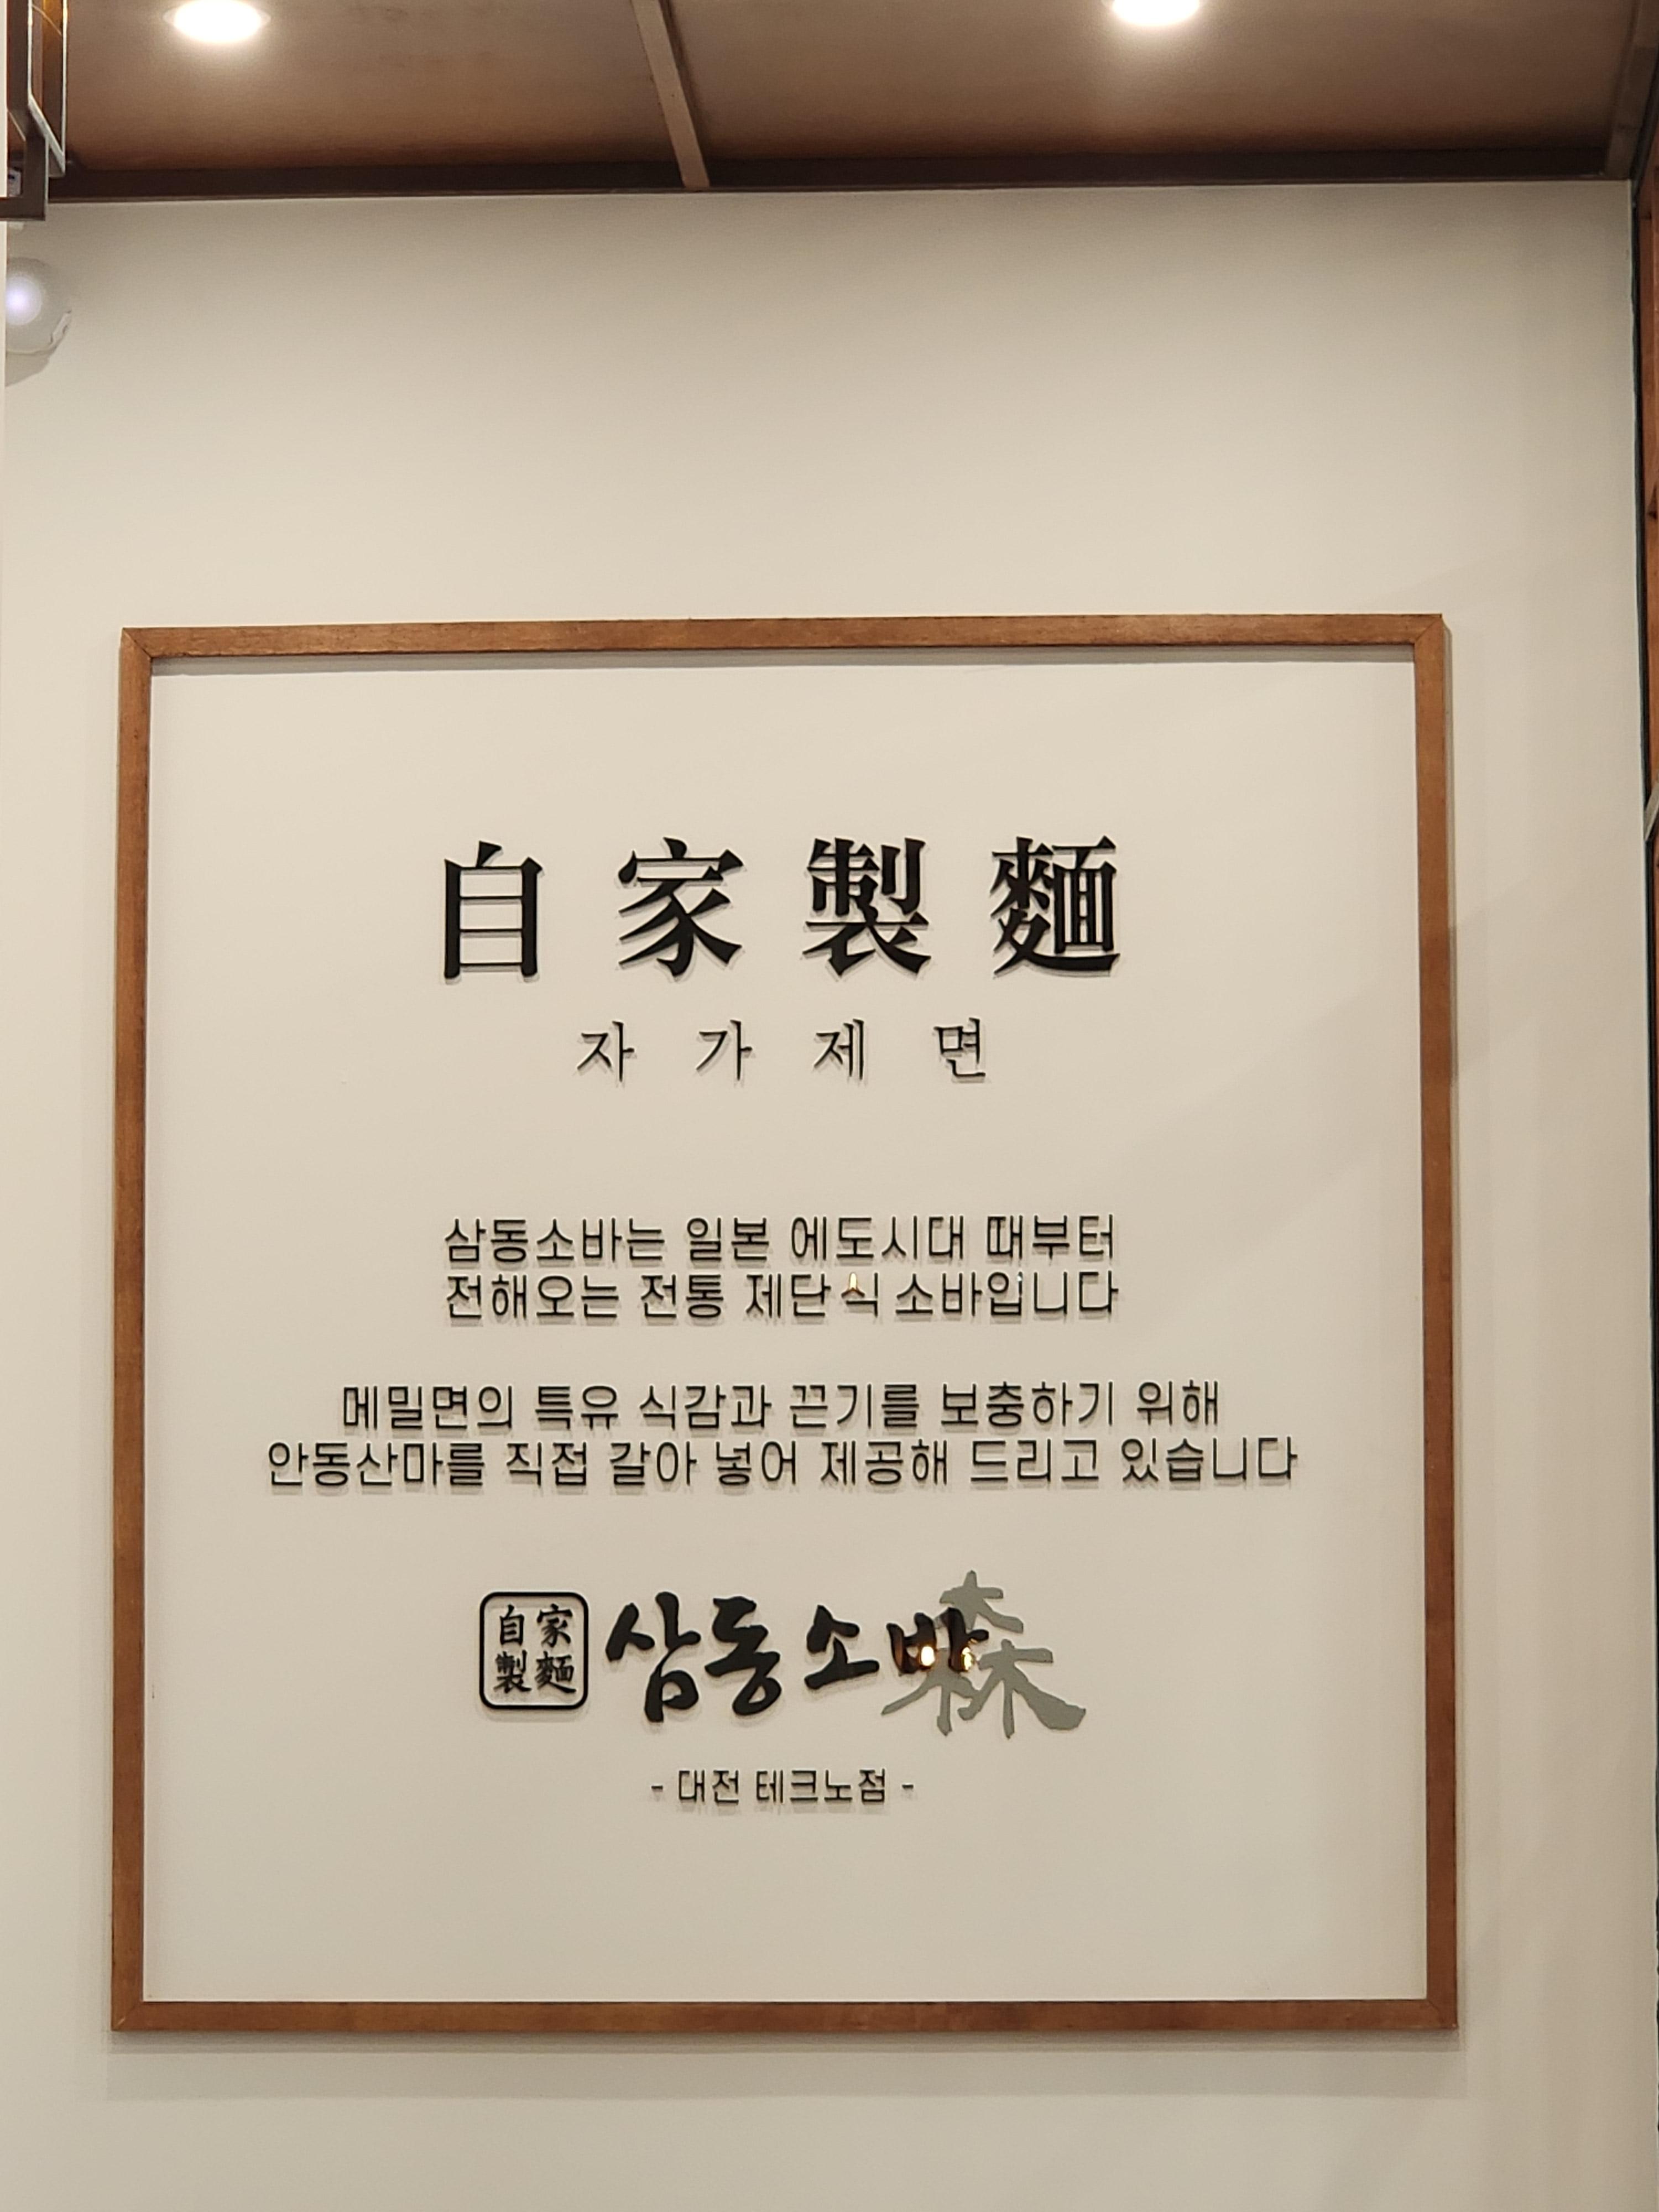 自家製麵
자가제면
삼동소바는 일본 에도시대 때부터
전해오는 전통 제단식 소바입니다
메밀면의 특유 식감과 끈기를 보충하기 위해
안동산마를 직접 갈아 넣어 제공해 드리고 있습니다
自家
製麵
삼동소바
森
- 대전 테크노점 -